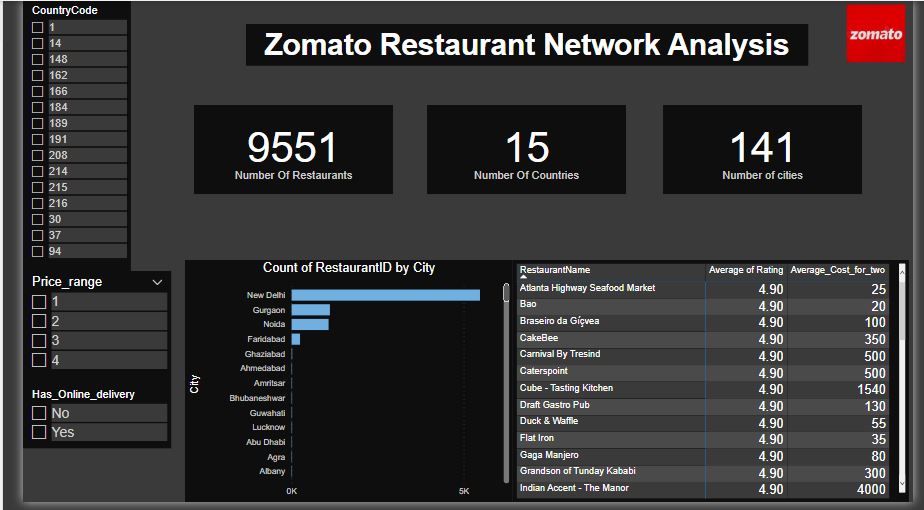 CountryCode
1
14
148
162
166
184
189
191
208
214
215
216
30
37
94
Zomato Restaurant Network Analysis
zomato
9551
Number Of Restaurants
15
Number Of Countries
141
Number of cities
Price_range
1
2
3
4
Has_Online_delivery
No
Yes
Count of RestaurantID by City
City
New Delhi
Gurgaon
Noida
Faridabad
Ghaziabad
Ahmedabad
Amritsar
Bhubaneshwar
Guwahati
Lucknow
Abu Dhabi
Agra
Albany
0K 5K
RestaurantName Average of Rating Average_Cost_for_two
Atlanta Highway Seafood Market 4.90 25
Bao 4.90 20
Braseiro da Gíçvea 4.90 100
CakeBee 4.90 350
Carnival By Tresind 4.90 500
Caterspoint 4.90 500
Cube - Tasting Kitchen 4.90 1540
Draft Gastro Pub 4.90 130
Duck & Waffle 4.90 55
Flat Iron 4.90 35
Gaga Manjero 4.90 80
Grandson of Tunday Kababi 4.90 300
Indian Accent - The Manor 4.90 4000